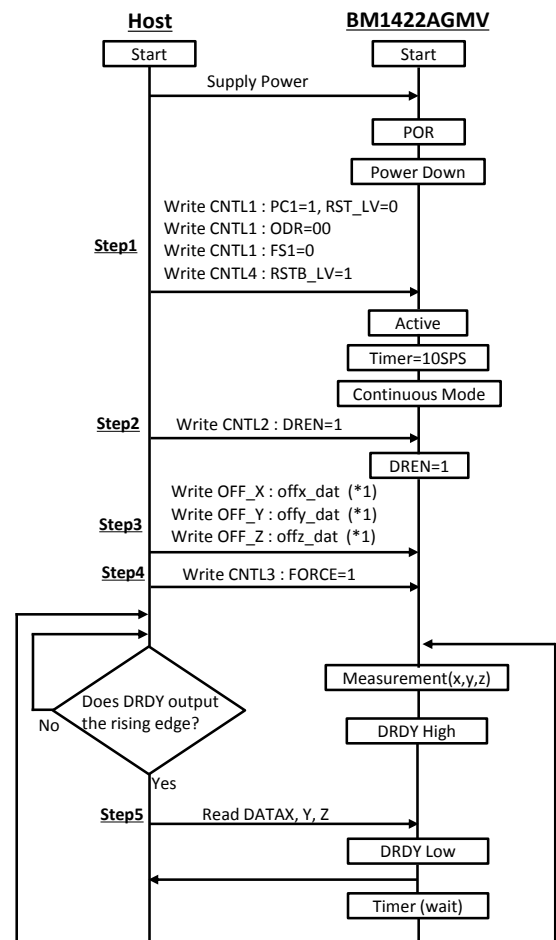 Host
BM1422AGMV
Start
Start
Supply Power
POR
Power Down
Write CNTL1 : PC1=1, RST_LV=0
Write CNTL1 : ODR=00
Step1
Write CNTL1 : FS1=0
Write CNTL4 : RSTB_LV=1
Active
Timer=10SPS
Continuous Mode
Step2
Write CNTL2 : DREN=1
DREN=1
Write OFF_X : offx_dat (*1)
Write OFF_Y : offy_dat (*1)
Step3
Write OFF_Z : offz_dat (*1)
Step4
Write CNTL3 : FORCE=1
Measurement(x,y,z)
Does DRDY output
the rising edge?
No
DRDY High
Yes
Step5
Read DATAX, Y, Z
DRDY Low
Timer (wait)